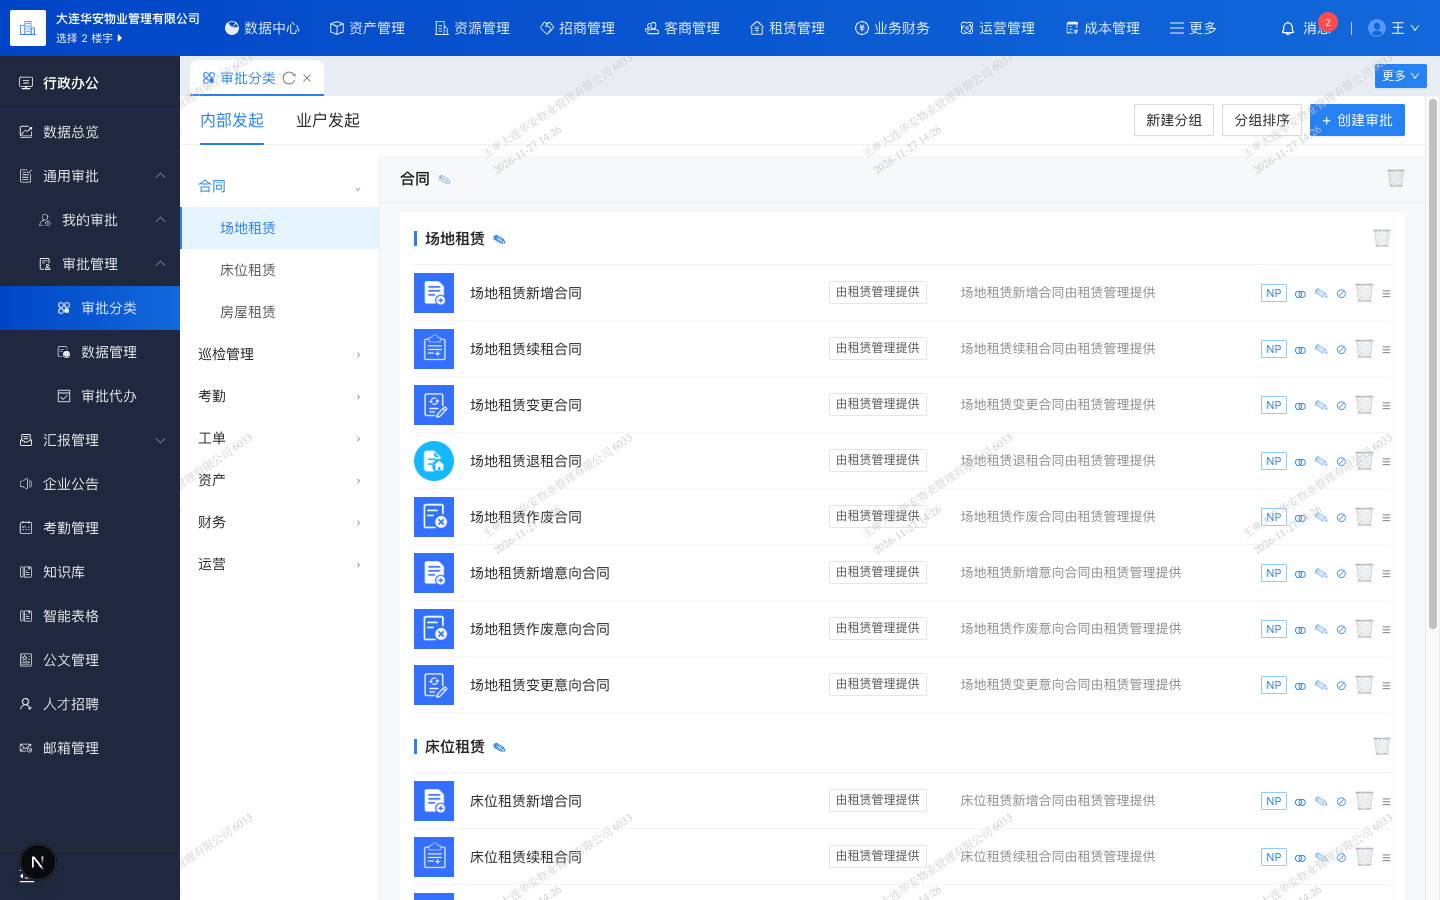 大连华安物业管理有限公司
选择 2 楼宇
数据中心
资产管理
资源管理
招商管理
客商管理
租赁管理
业务财务
运营管理
成本管理
更多
消息
2
王
行政办公
数据总览
通用审批
我的审批
审批管理
审批分类
数据管理
审批代办
汇报管理
企业公告
考勤管理
知识库
智能表格
公文管理
人才招聘
邮箱管理
N
审批分类
更多
内部发起
业户发起
新建分组
分组排序
+ 创建审批
合同
场地租赁
床位租赁
房屋租赁
巡检管理
考勤
工单
资产
财务
运营
合同
场地租赁
场地租赁新增合同
由租赁管理提供
场地租赁新增合同由租赁管理提供
NP
场地租赁续租合同
由租赁管理提供
场地租赁续租合同由租赁管理提供
NP
场地租赁变更合同
由租赁管理提供
场地租赁变更合同由租赁管理提供
NP
场地租赁退租合同
由租赁管理提供
场地租赁退租合同由租赁管理提供
NP
场地租赁作废合同
由租赁管理提供
场地租赁作废合同由租赁管理提供
NP
场地租赁新增意向合同
由租赁管理提供
场地租赁新增意向合同由租赁管理提供
NP
场地租赁作废意向合同
由租赁管理提供
场地租赁作废意向合同由租赁管理提供
NP
场地租赁变更意向合同
由租赁管理提供
场地租赁变更意向合同由租赁管理提供
NP
床位租赁
床位租赁新增合同
由租赁管理提供
床位租赁新增合同由租赁管理提供
NP
床位租赁续租合同
由租赁管理提供
床位租赁续租合同由租赁管理提供
NP
王@大连华安物业管理有限公司 6033
2026-11-27 14:26